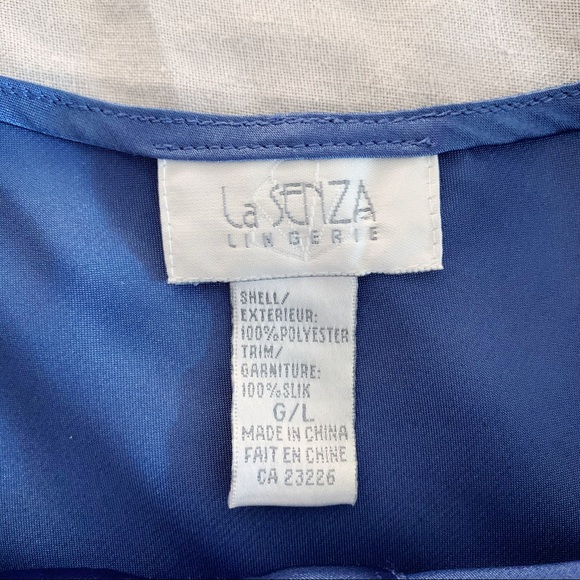 La SENZA
LINGERIE
SHELL/
EXTERIEUR:
100%POLYESTER
TRIM/
GARNITURE:
100%SLIK
G/L
MADE IN CHINA
FAIT EN CHINE
CA 23226